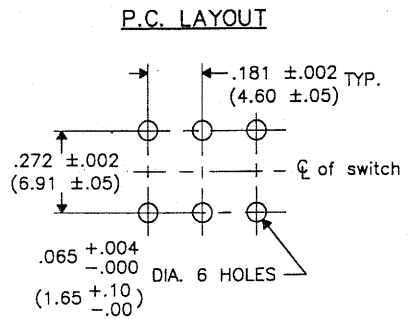 P.C. LAYOUT
.181 ±.002 TYP.
(4.60 ±.05)
.272 ±.002
(6.91 ±.05)
℄ of switch
.065 +.004
-.000
DIA. 6 HOLES
(1.65 +.10
-.00)